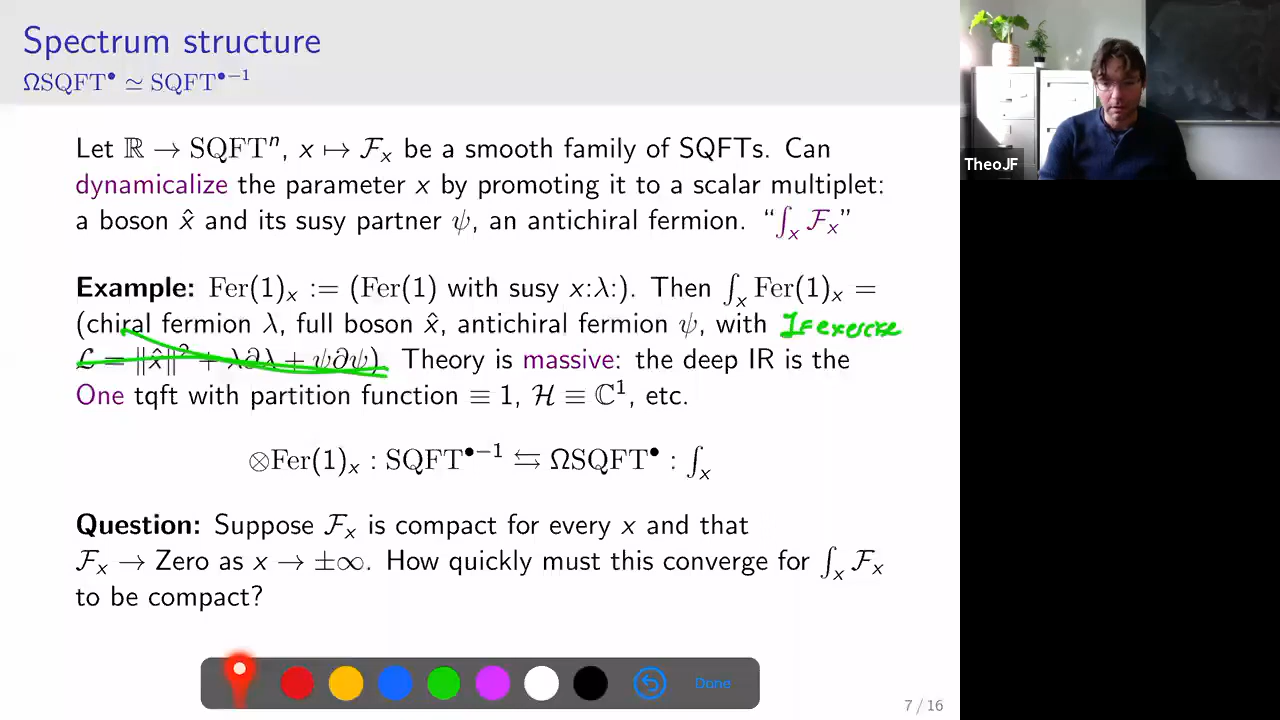 Spectrum structure
ΩSQFT• ≃ SQFT•−1
Let ℝ → SQFTⁿ, x ↦ ℱₓ be a smooth family of SQFTs. Can
dynamicalize the parameter x by promoting it to a scalar multiplet:
a boson x̂ and its susy partner ψ, an antichiral fermion. “∫ₓ ℱₓ”
Example: Fer(1)ₓ := (Fer(1) with susy x:λ:). Then ∫ₓ Fer(1)ₓ =
(chiral fermion λ, full boson x̂, antichiral fermion ψ, with If exercise
ℒ = ‖x̂‖² + λ∂λ + ψ∂ψ). Theory is massive: the deep IR is the
One tqft with partition function ≡ 1, ℋ ≡ ℂ¹, etc.
⊗Fer(1)ₓ : SQFT•−1 ⇆ ΩSQFT• : ∫ₓ
Question: Suppose ℱₓ is compact for every x and that
ℱₓ → Zero as x → ±∞. How quickly must this converge for ∫ₓ ℱₓ
to be compact?
Done
7 / 16
TheoJF